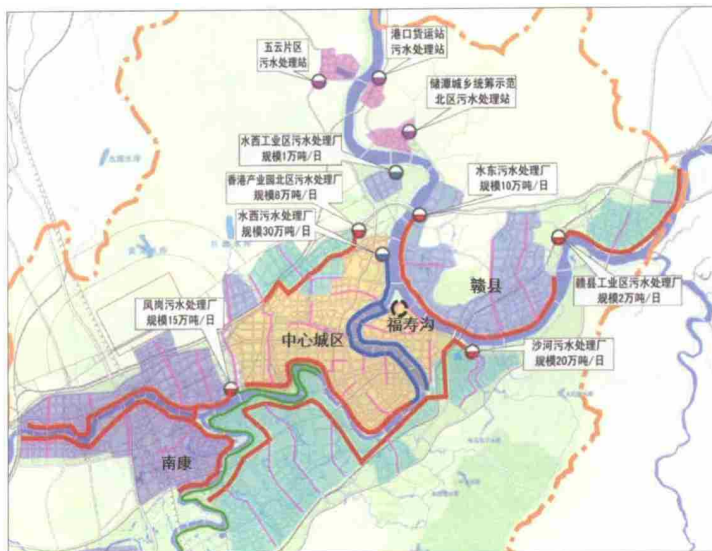 五云片区
污水处理站
港口货运站
污水处理站
储潭城乡统筹示范
北区污水处理站
水西工业区污水处理厂
规模1万吨/日
香港产业园北区污水处理厂
规模8万吨/日
水西污水处理厂
规模30万吨/日
水东污水处理厂
规模10万吨/日
赣县
赣县工业区污水处理厂
规模2万吨/日
凤岗污水处理厂
规模15万吨/日
福寿沟
中心城区
沙河污水处理厂
规模20万吨/日
南康